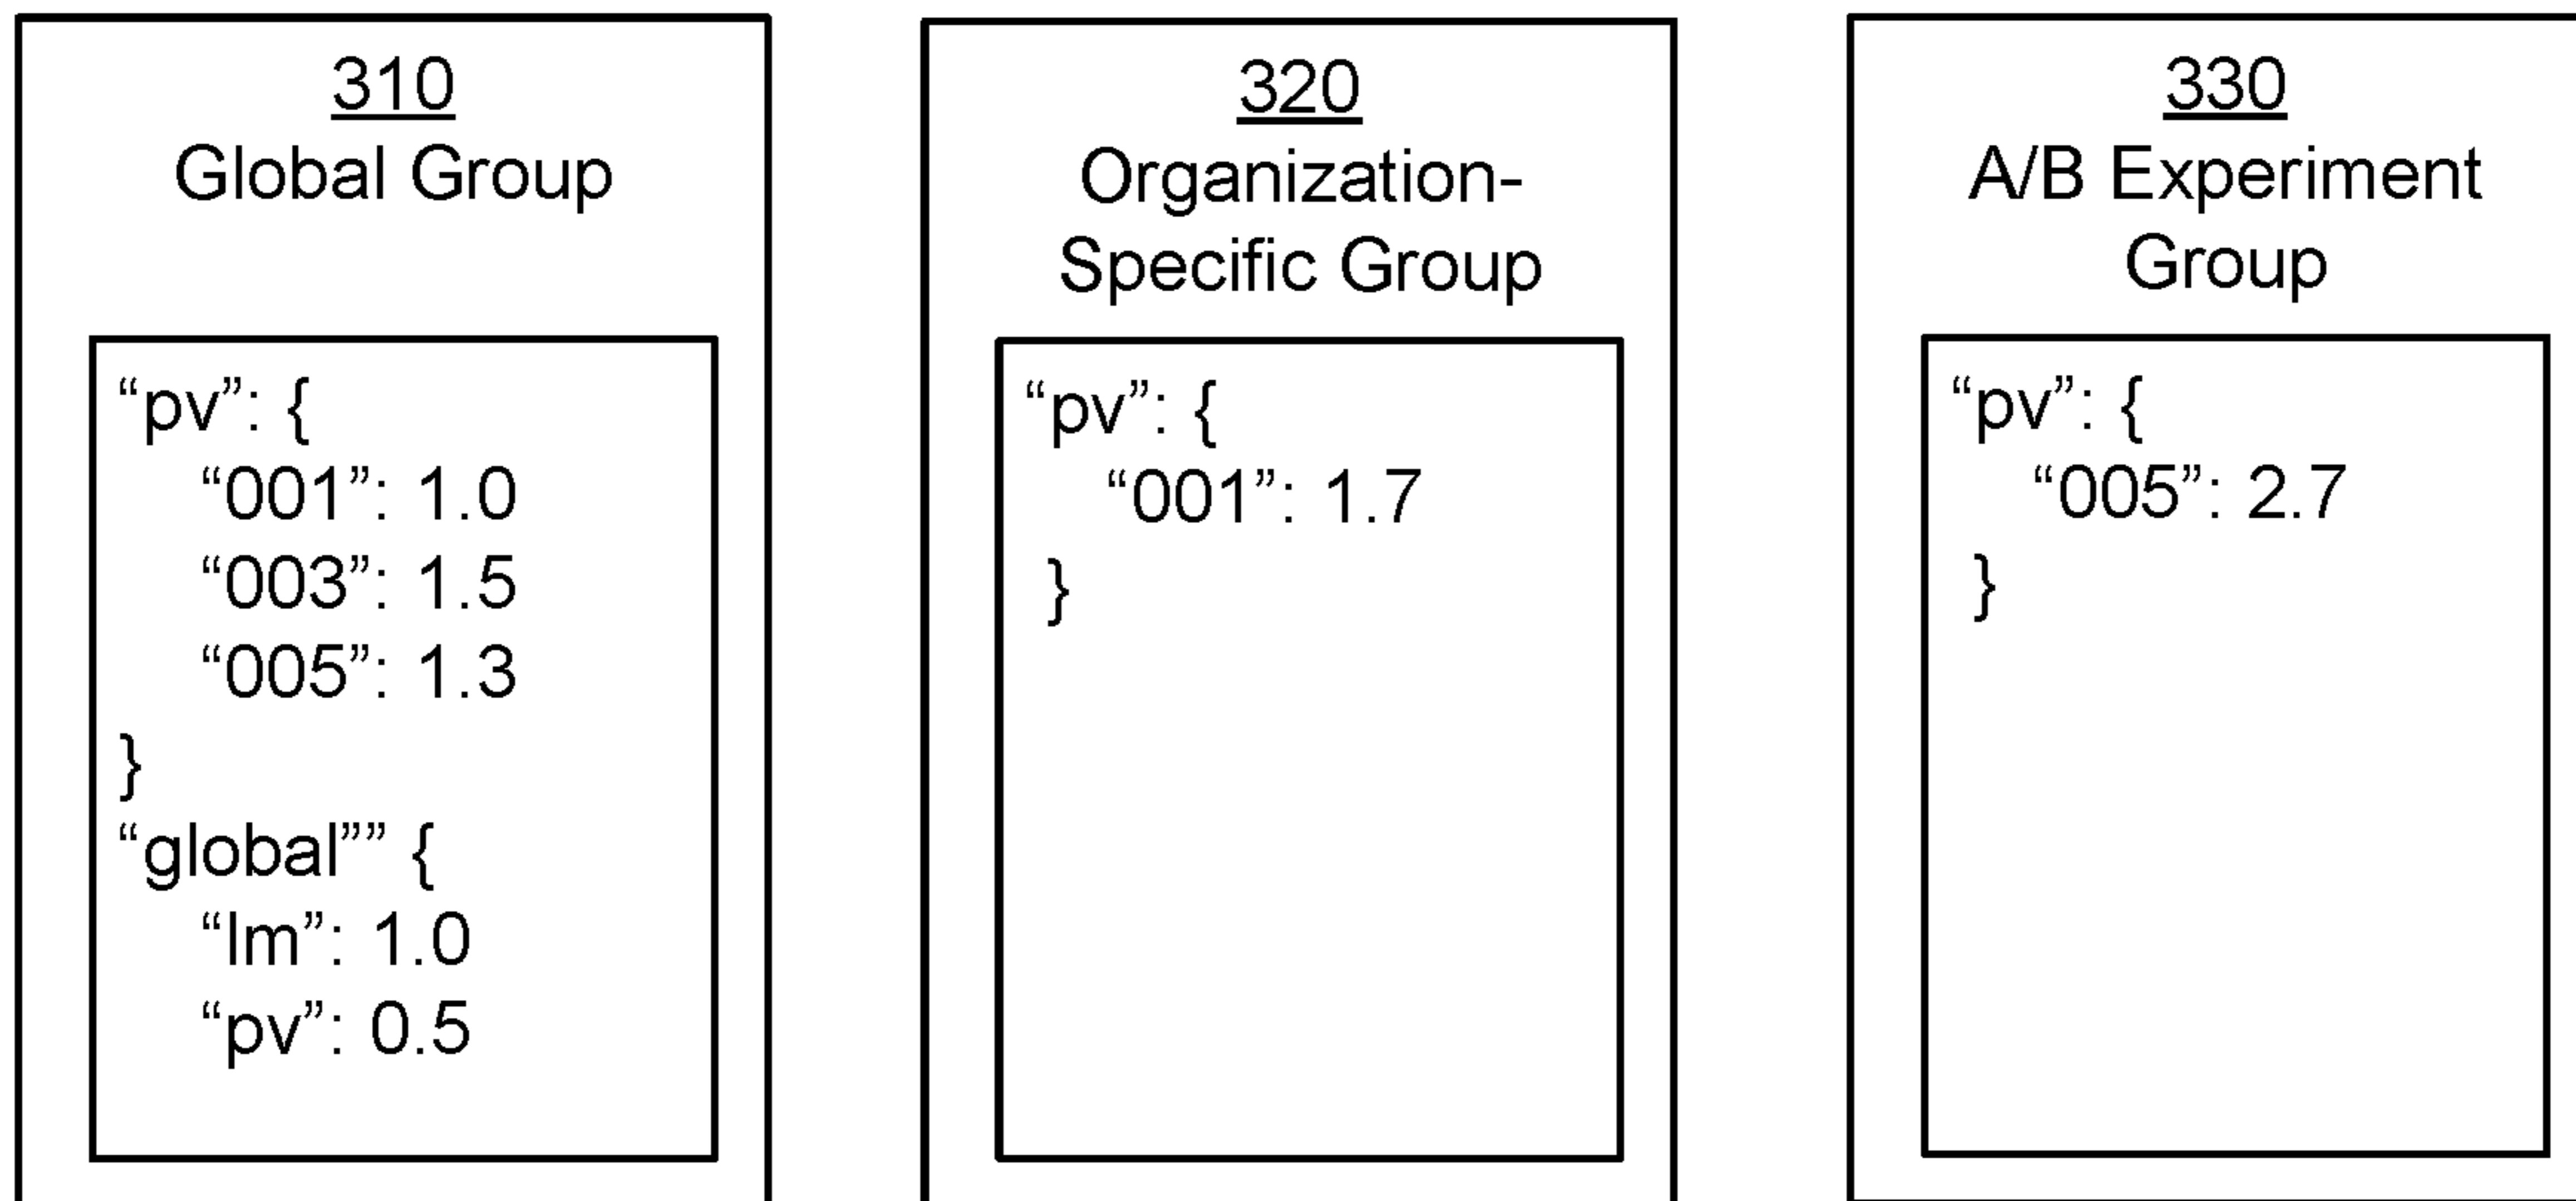 310
Global Group
“pv”: {
“001”: 1.0
“003”: 1.5
“005”: 1.3
}
“global”” {
“lm”: 1.0
“pv”: 0.5
320
Organization-
Specific Group
“pv”: {
“001”: 1.7
}
330
A/B Experiment
Group
“pv”: {
“005”: 2.7
}